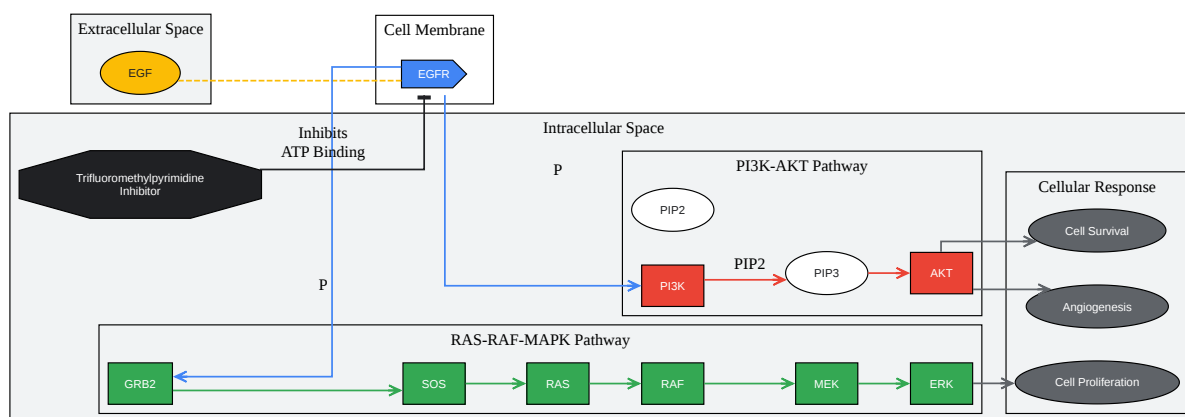 Extracellular Space
Cell Membrane
EGF
EGFR
Intracellular Space
Inhibits
ATP Binding
P
PI3K-AKT Pathway
Trifluoromethylpyrimidine
Inhibitor
Cellular Response
PIP2
Cell Survival
PIP2
PIP3
AKT
PI3K
P
Angiogenesis
RAS-RAF-MAPK Pathway
GRB2
SOS
RAS
RAF
MEK
ERK
Cell Proliferation